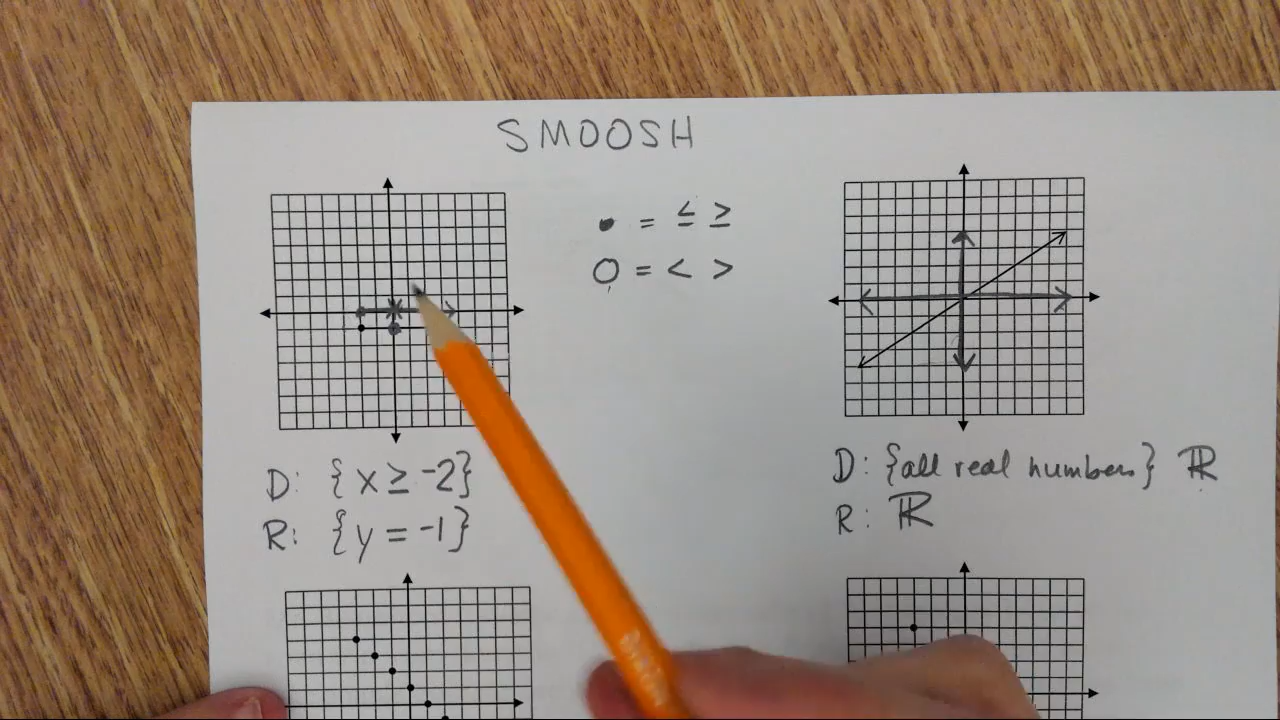 SMOOSH
• = ≤ ≥
O = < >
D: {x ≥ -2}
R: {y = -1}
D: {all real numbers} ℝ
R: ℝ